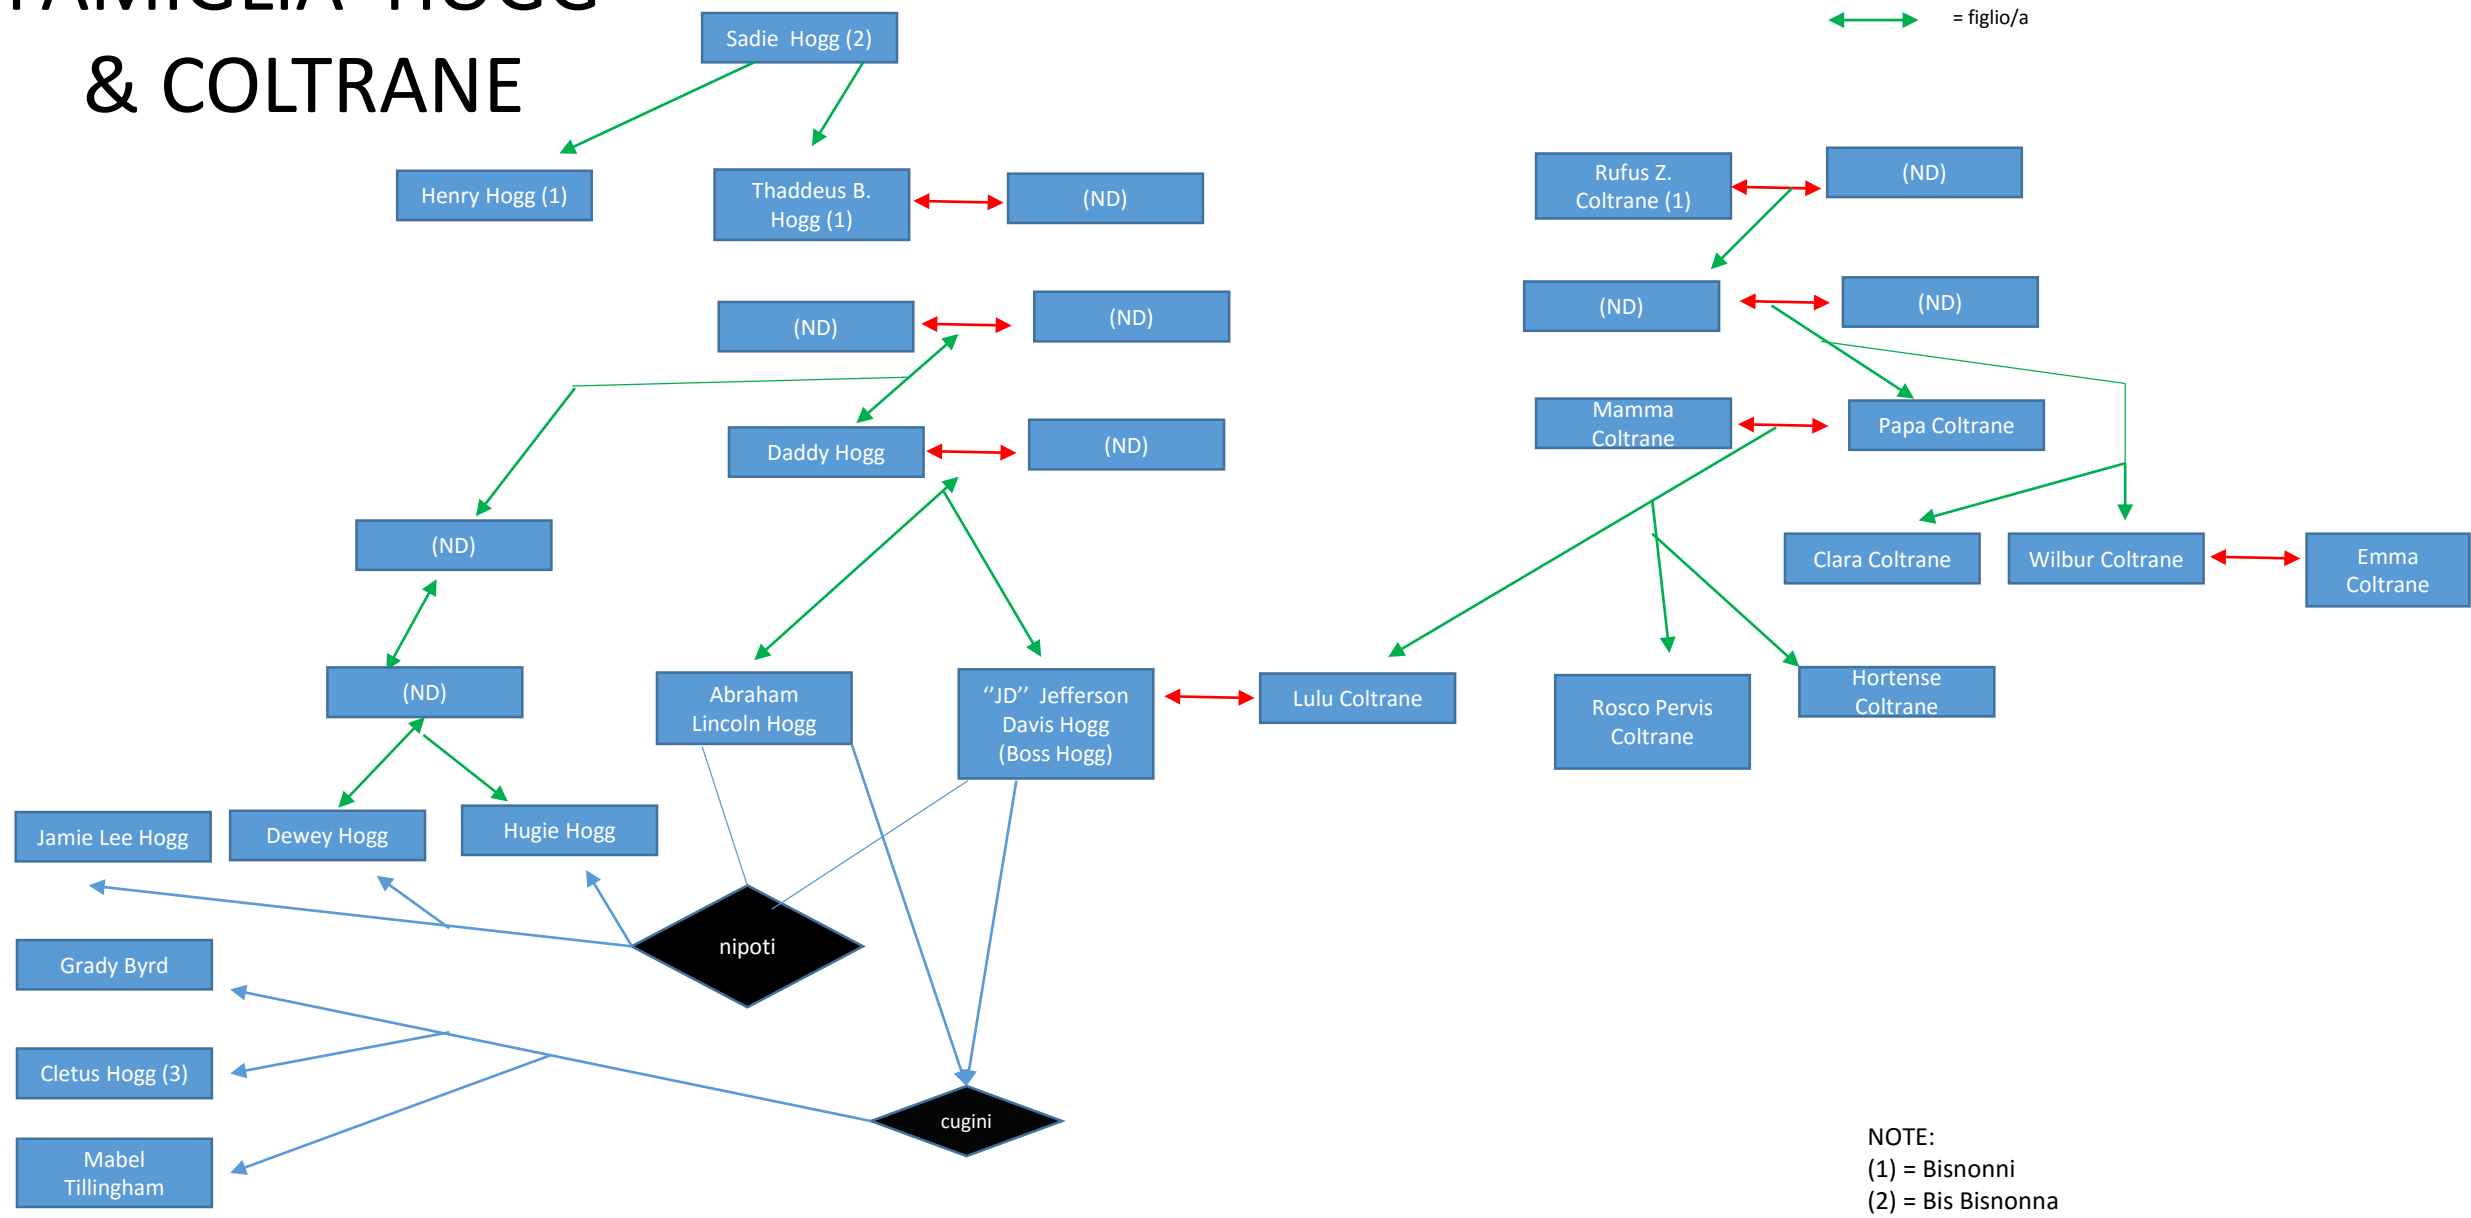 FAMIGLIA HOGG
& COLTRANE
= figlio/a
Sadie Hogg (2)
Henry Hogg (1)
Thaddeus B.
Hogg (1)
(ND)
Rufus Z.
Coltrane (1)
(ND)
(ND)
(ND)
(ND)
(ND)
Daddy Hogg
(ND)
Mamma
Coltrane
Papa Coltrane
(ND)
Clara Coltrane
Wilbur Coltrane
Emma
Coltrane
(ND)
Abraham
Lincoln Hogg
‘’JD’’ Jefferson
Davis Hogg
(Boss Hogg)
Lulu Coltrane
Rosco Pervis
Coltrane
Hortense
Coltrane
Jamie Lee Hogg
Dewey Hogg
Hugie Hogg
nipoti
Grady Byrd
Cletus Hogg (3)
cugini
Mabel
Tillingham
NOTE:
(1) = Bisnonni
(2) = Bis Bisnonna